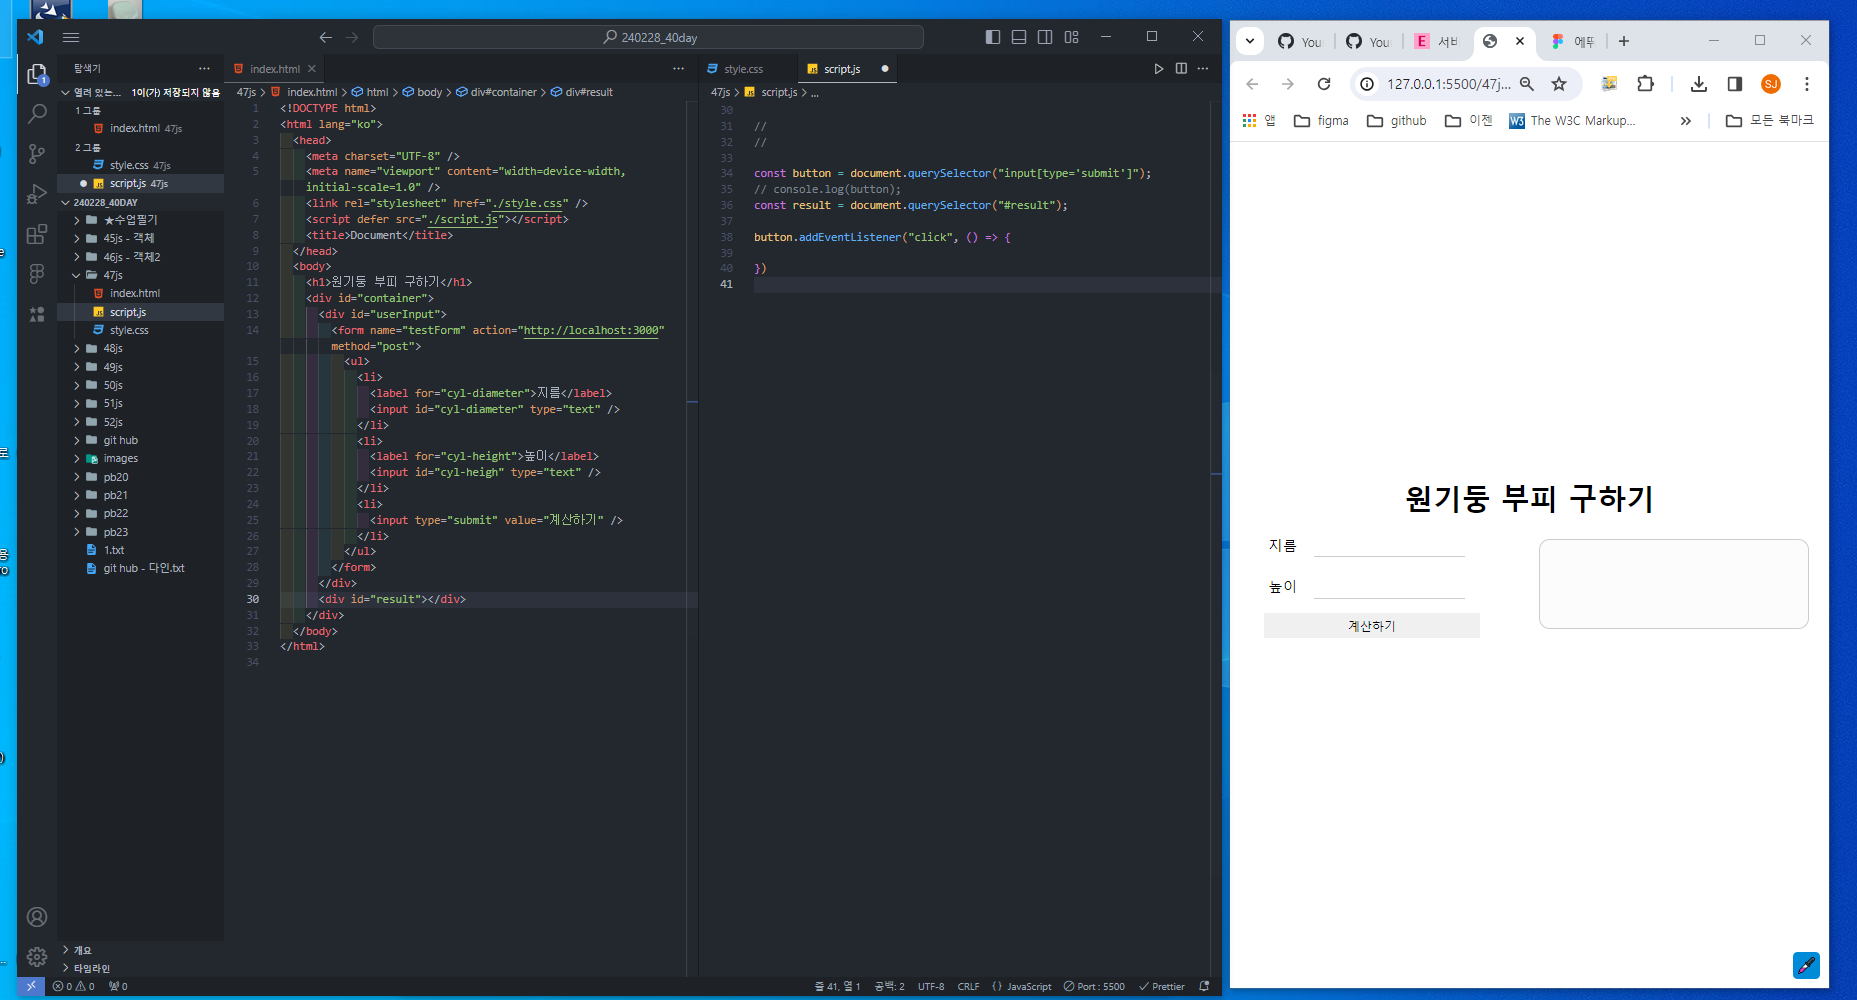 240228_40day
탐색기
열려 있는... 1이(가) 저장되지 않음
1 그룹
index.html 47js
2 그룹
style.css 47js
script.js 47js
240228_40DAY
★수업필기
45js - 객체
46js - 객체2
47js
index.html
script.js
style.css
48js
49js
50js
51js
52js
git hub
images
pb20
pb21
pb22
pb23
1.txt
git hub - 다인.txt
개요
타임라인
index.html
47js > index.html > html > body > div#container > div#result
1 <!DOCTYPE html>
2 <html lang="ko">
3 <head>
4 <meta charset="UTF-8" />
5 <meta name="viewport" content="width=device-width,
initial-scale=1.0" />
6 <link rel="stylesheet" href="./style.css" />
7 <script defer src="./script.js"></script>
8 <title>Document</title>
9 </head>
10 <body>
11 <h1>원기둥 부피 구하기</h1>
12 <div id="container">
13 <div id="userInput">
14 <form name="testForm" action="http://localhost:3000"
method="post">
15 <ul>
16 <li>
17 <label for="cyl-diameter">지름</label>
18 <input id="cyl-diameter" type="text" />
19 </li>
20 <li>
21 <label for="cyl-height">높이</label>
22 <input id="cyl-heigh" type="text" />
23 </li>
24 <li>
25 <input type="submit" value="계산하기" />
26 </li>
27 </ul>
28 </form>
29 </div>
30 <div id="result"></div>
31 </div>
32 </body>
33 </html>
34
style.css
script.js
47js > script.js > ...
30
31 //
32 //
33
34 const button = document.querySelector("input[type='submit']");
35 // console.log(button);
36 const result = document.querySelector("#result");
37
38 button.addEventListener("click", () => {
39
40 })
41
0 0 0
줄 41, 열 1 공백: 2 UTF-8 CRLF {} JavaScript Port : 5500 Prettier
You You 서비 에뚜
127.0.0.1:5500/47j...
SJ
앱 figma github 이젠 The W3C Markup... » 모든 북마크
원기둥 부피 구하기
지름
높이
계산하기